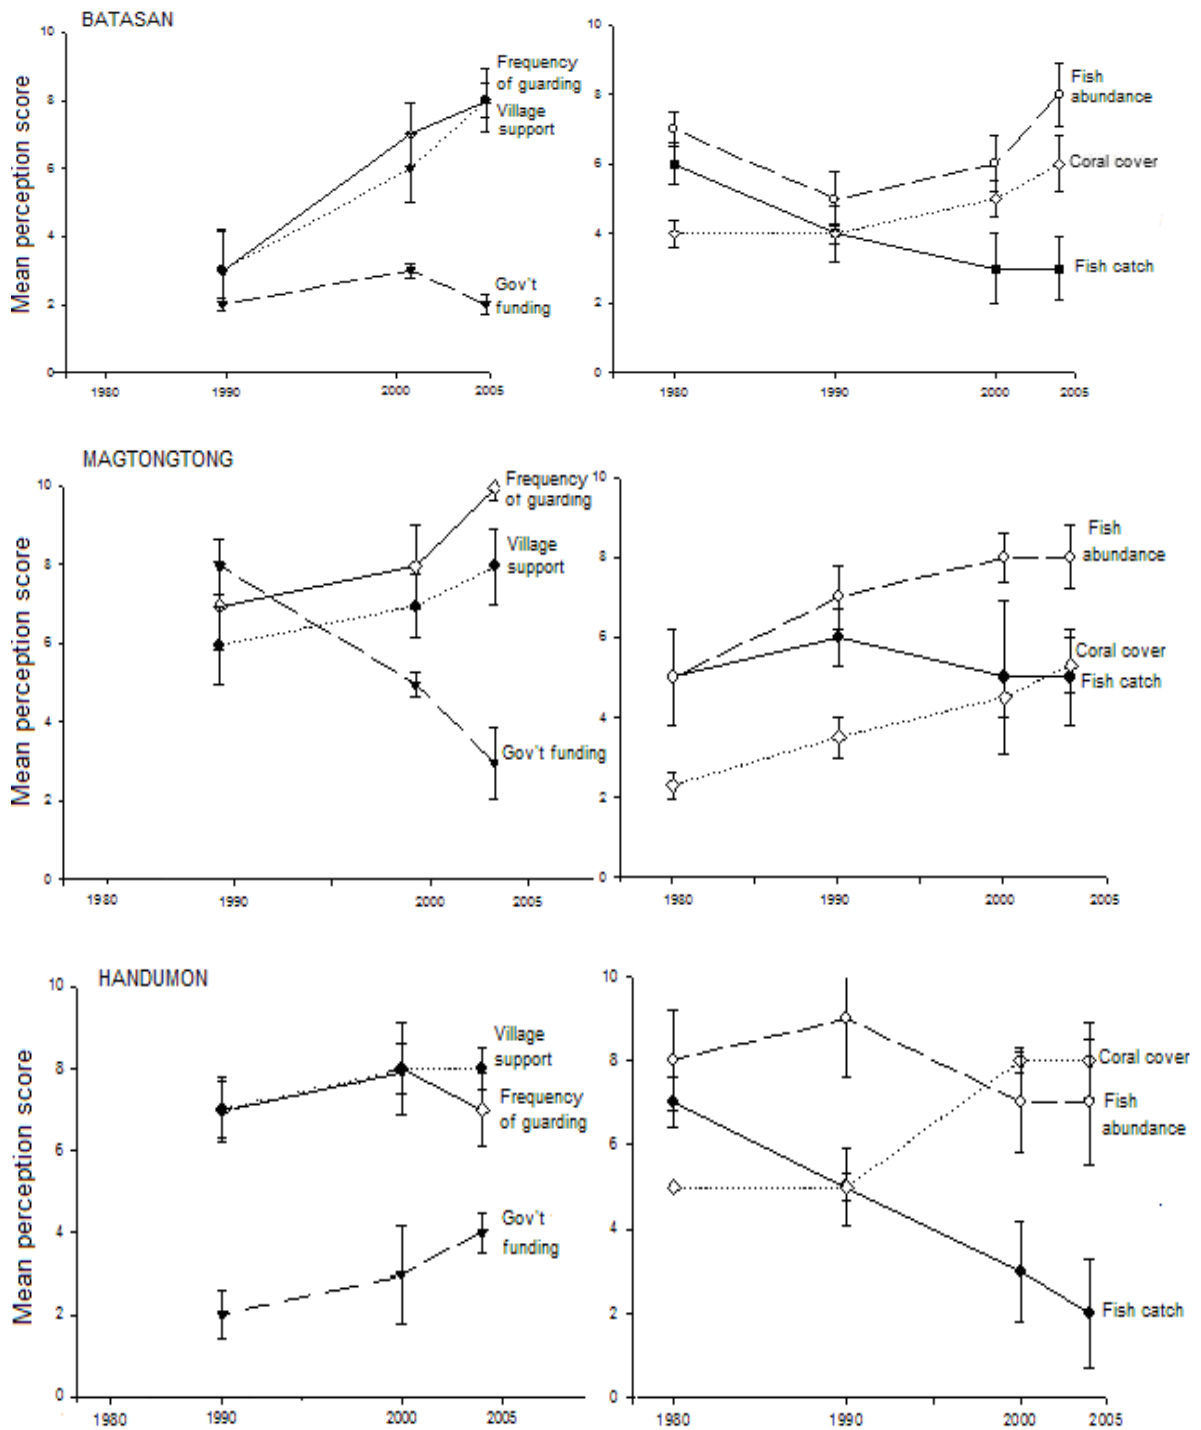 BATASAN
Mean perception score
10
8
6
4
2
0
1980
1990
2000
2005
Frequency
of guarding
Village
support
Gov't
funding
10
8
6
4
2
0
1980
1990
2000
2005
Fish
abundance
Coral cover
Fish catch
MAGTONGTONG
Mean perception score
10
8
6
4
2
0
1980
1990
2000
2005
Frequency
of guarding
Village
support
Gov't funding
10
8
6
4
2
0
1980
1990
2000
2005
Fish
abundance
Coral cover
Fish catch
HANDUMON
Mean perception score
10
8
6
4
2
0
1980
1990
2000
2005
Village
support
Frequency
of guarding
Gov't
funding
10
8
6
4
2
0
1980
1990
2000
2005
Coral cover
Fish
abundance
Fish catch